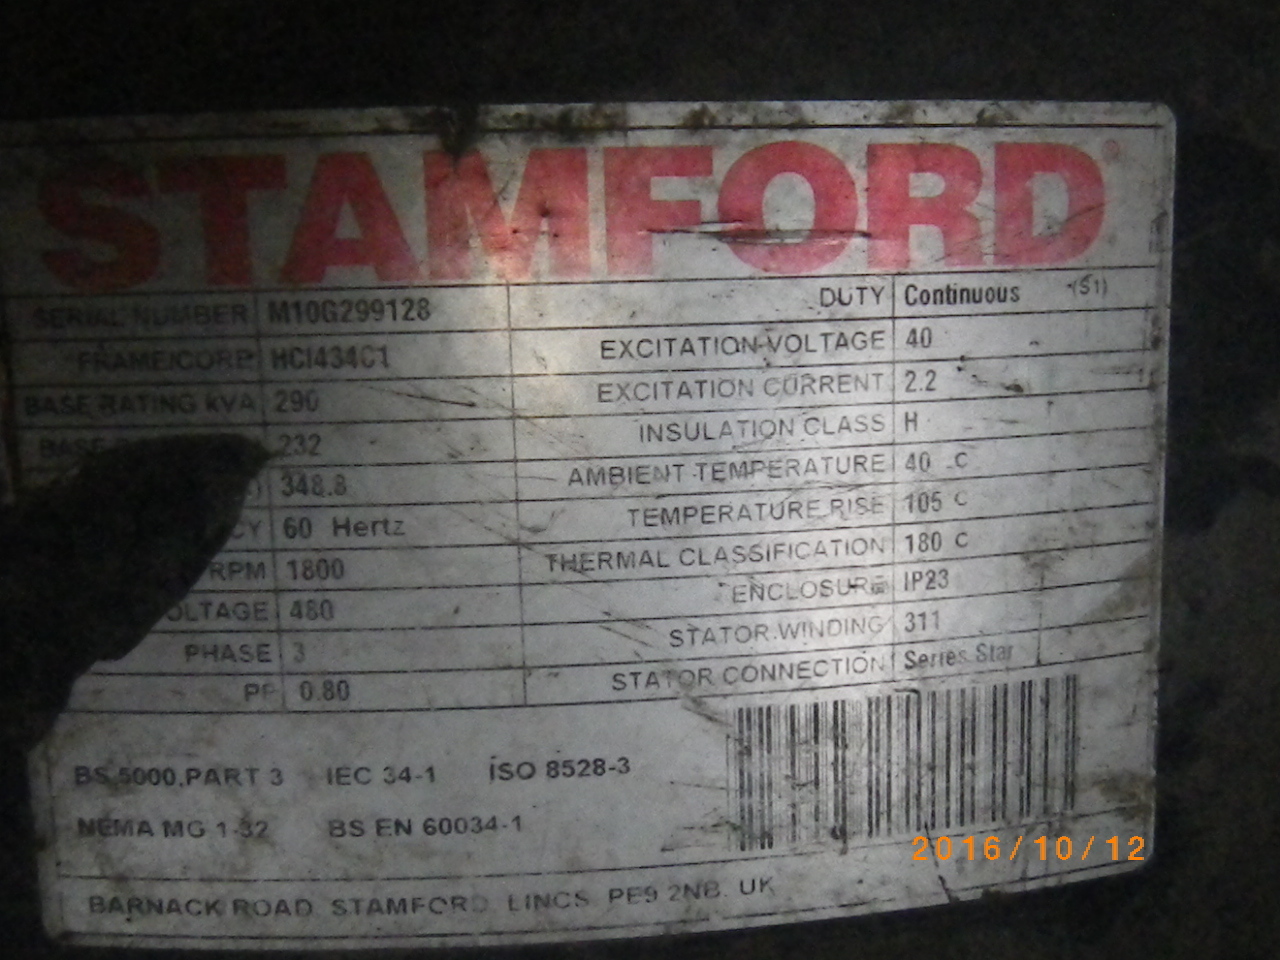 STAMFORD®
SERIAL NUMBER M10G299128 DUTY Continuous (S1)
FRAME/CORE HCI434C1 EXCITATION VOLTAGE 40
BASE RATING kVA 290 EXCITATION CURRENT 2.2
BASE 232 INSULATION CLASS H
348.8 AMBIENT TEMPERATURE 40 C
CY 60 Hertz TEMPERATURE RISE 105 C
RPM 1800 THERMAL CLASSIFICATION 180 C
OLTAGE 480 ENCLOSURE IP23
PHASE 3 STATOR WINDING 311
PF 0.80 STATOR CONNECTION Series Star
BS 5000, PART 3 IEC 34-1 ISO 8528-3
NEMA MG 1-32 BS EN 60034-1
2016/10/12
BARNACK ROAD STAMFORD LINCS PE9 2NB. UK